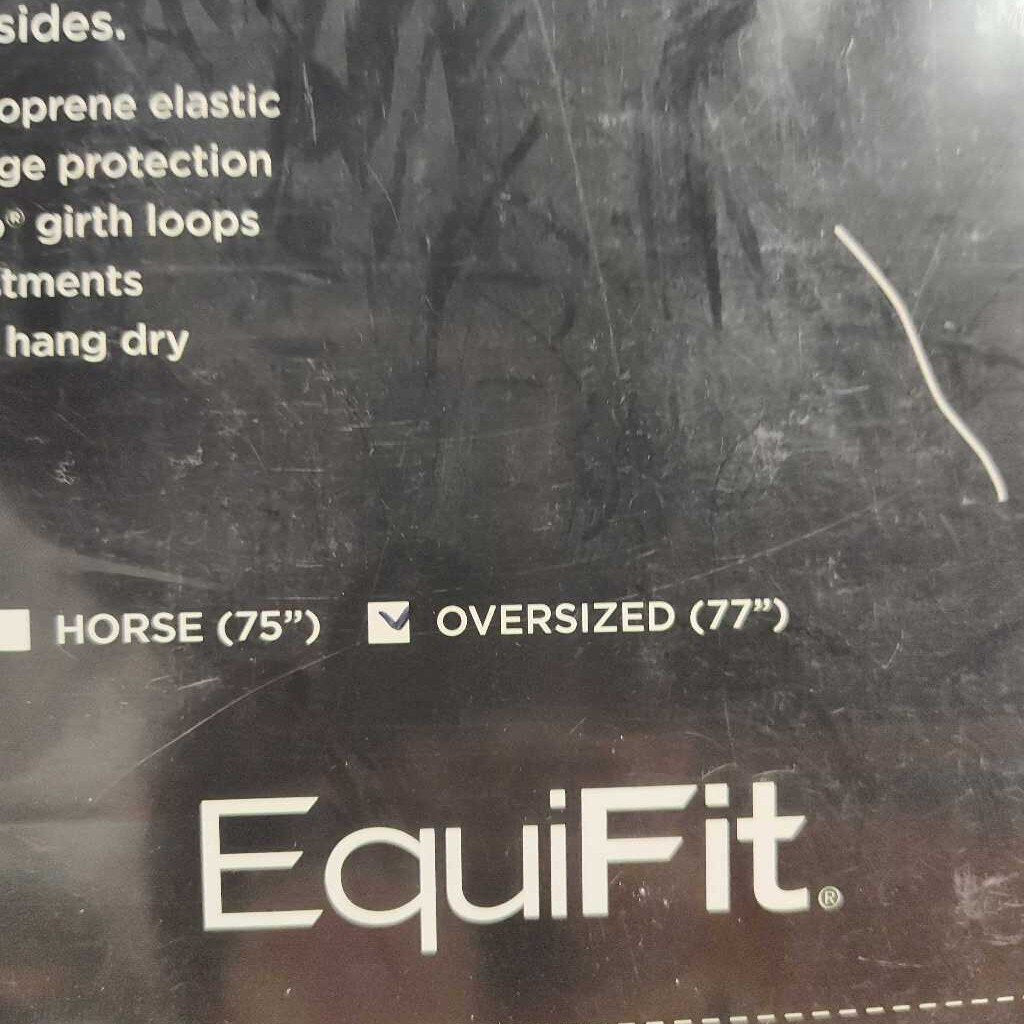 sides.
oprene elastic
ge protection
® girth loops
tments
hang dry
HORSE (75”) OVERSIZED (77”)
EquiFit®